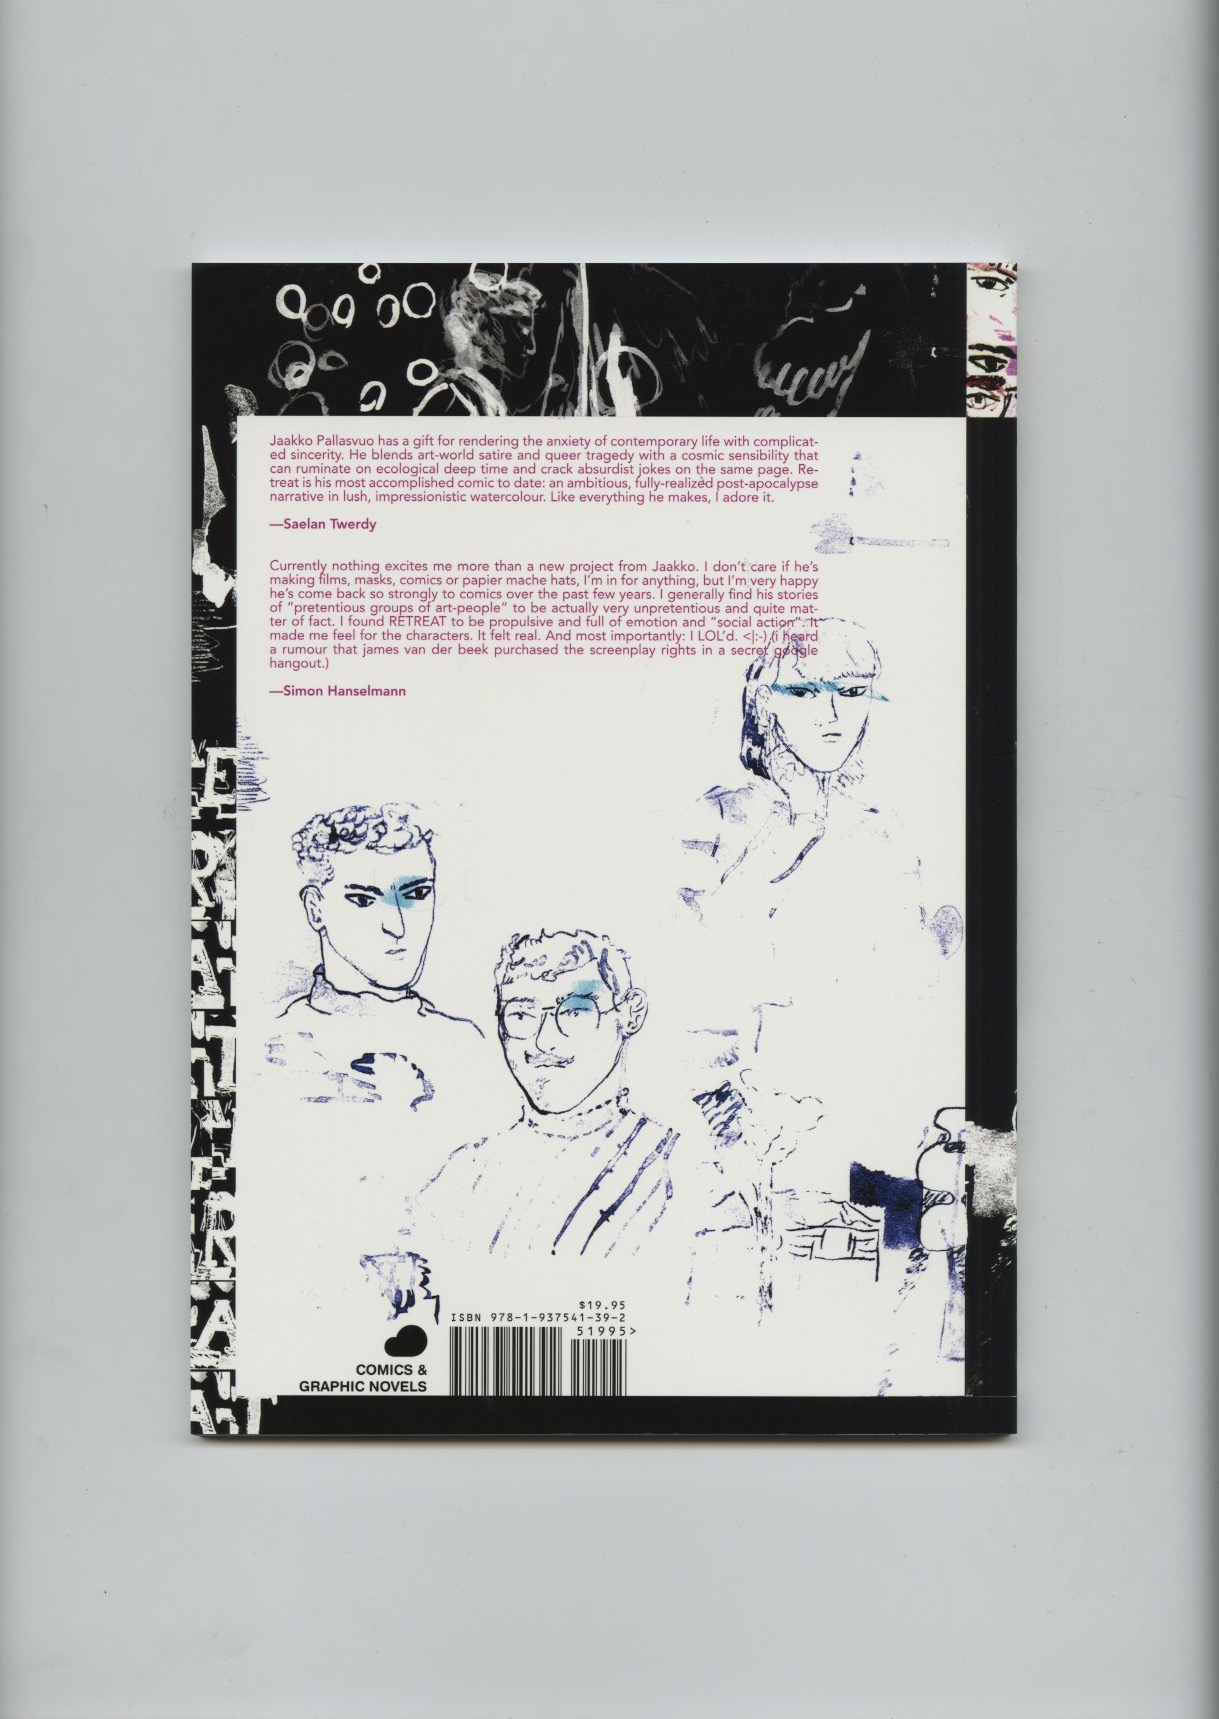 Jaakko Pallasvuo has a gift for rendering the anxiety of contemporary life with complicat-
ed sincerity. He blends art-world satire and queer tragedy with a cosmic sensibility that
can ruminate on ecological deep time and crack absurdist jokes on the same page. Re-
treat is his most accomplished comic to date: an ambitious, fully-realized post-apocalypse
narrative in lush, impressionistic watercolour. Like everything he makes, I adore it.
—Saelan Twerdy
Currently nothing excites me more than a new project from Jaakko. I don't care if he's
making films, masks, comics or papier mache hats, I'm in for anything, but I'm very happy
he's come back so strongly to comics over the past few years. I generally find his stories
of "pretentious groups of art-people" to be actually very unpretentious and quite mat-
ter of fact. I found RETREAT to be propulsive and full of emotion and "social action". It
made me feel for the characters. It felt real. And most importantly: I LOL'd. <|:-) (i heard
a rumour that james van der beek purchased the screenplay rights in a secret google
hangout.)
—Simon Hanselmann
$19.95
ISBN 978-1-937541-39-2
51995>
COMICS &
GRAPHIC NOVELS